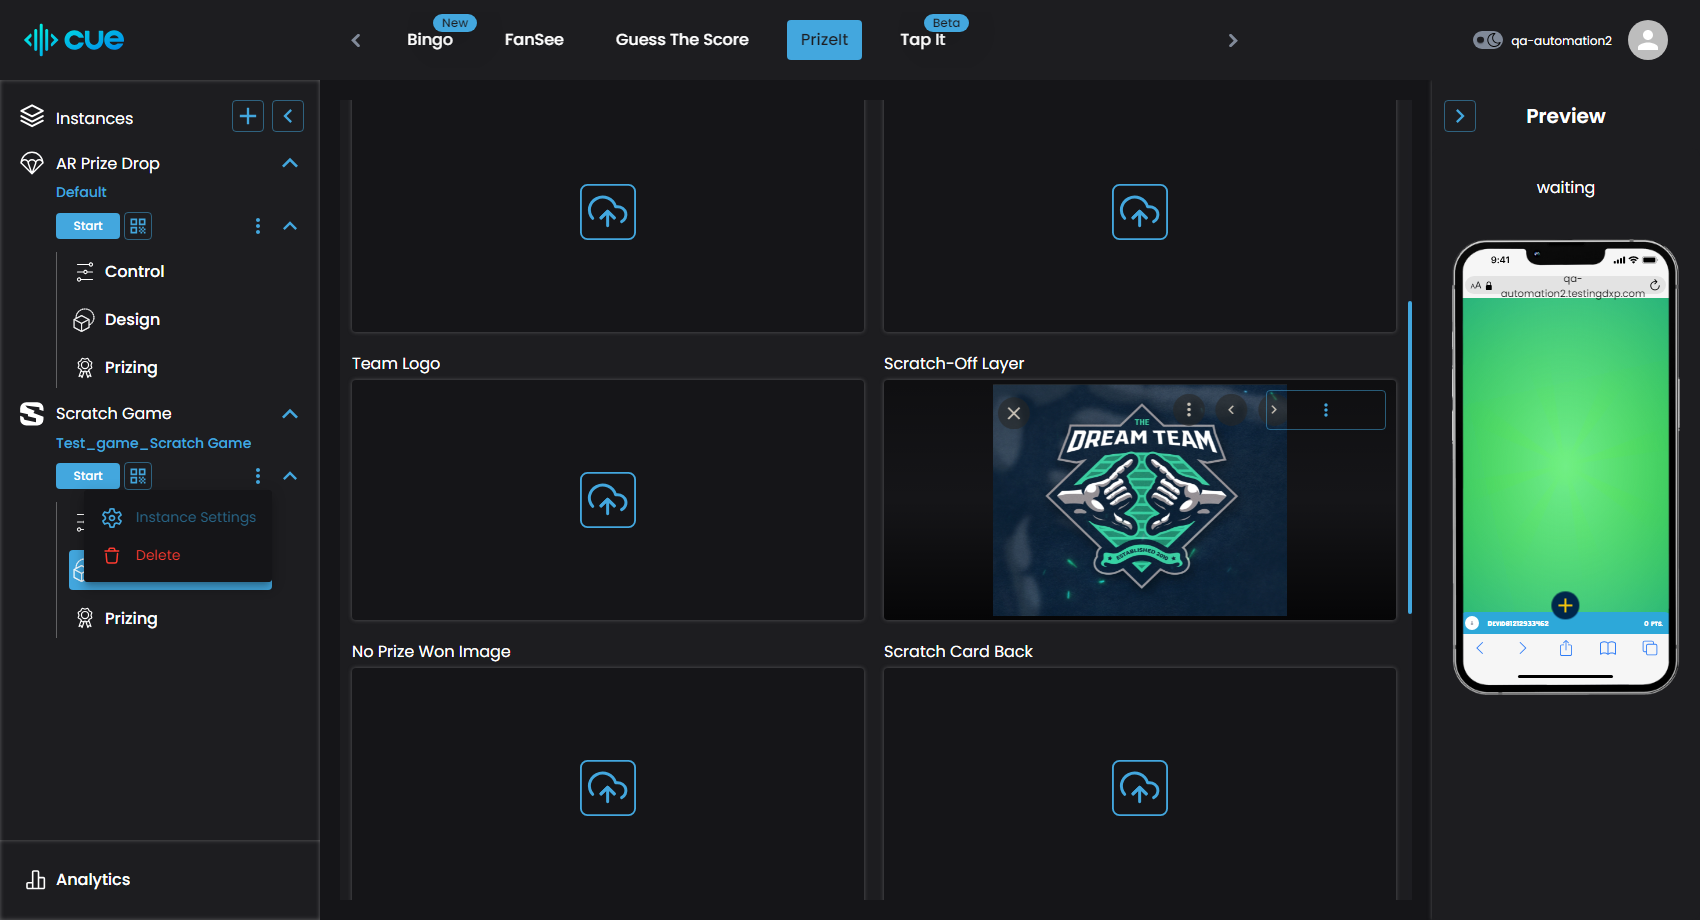 cue
Bingo
New
FanSee
Guess The Score
PrizeIt
Tap It
Beta
qa-automation2
Instances
AR Prize Drop
Default
Start
Control
Design
Prizing
Scratch Game
Test_game_Scratch Game
Start
Instance Settings
Delete
Prizing
Analytics
Team Logo
Scratch-Off Layer
THE
DREAM TEAM
ESTABLISHED 2019
No Prize Won Image
Scratch Card Back
Preview
waiting
9:41
AA
qa-
automation2.testingdxp.com
0 PTS.